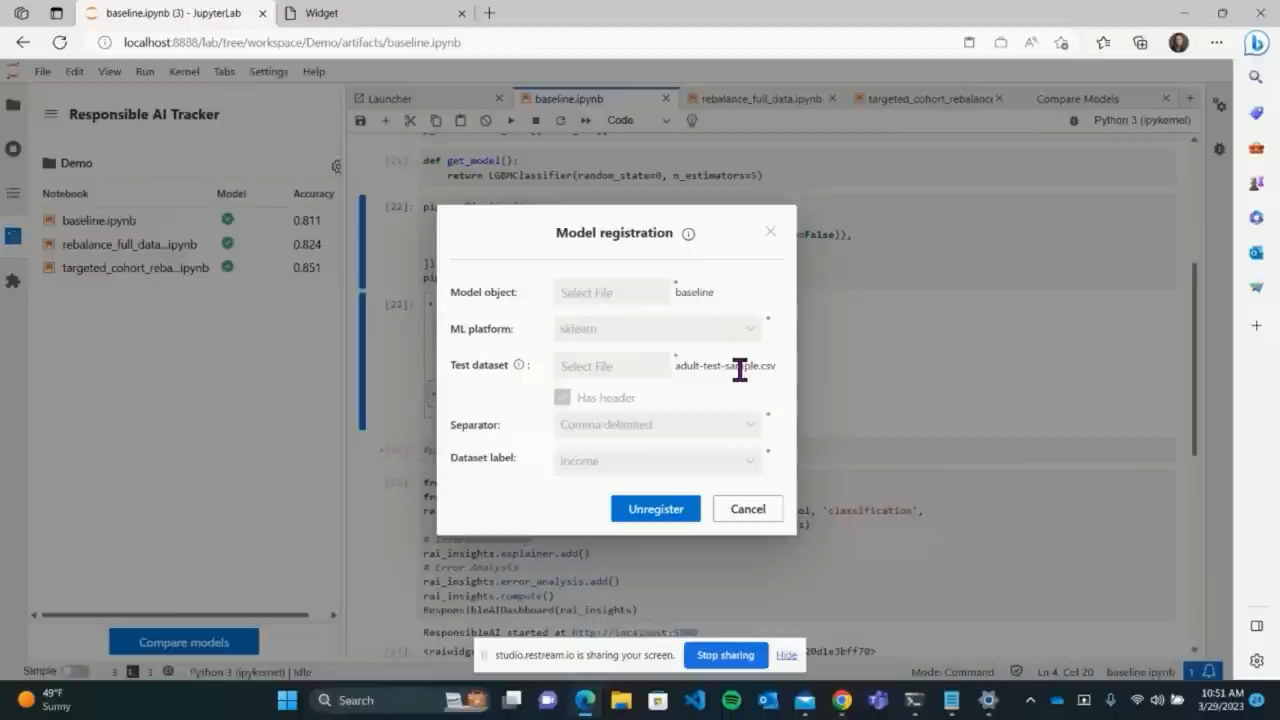 baseline.ipynb (3) - JupyterLab
Widget
localhost:8888/lab/tree/workspace/Demo/artifacts/baseline.ipynb
File Edit View Run Kernel Tabs Settings Help
Responsible AI Tracker
Demo
Notebook Model Accuracy
baseline.ipynb 0.811
rebalance_full_data...ipynb 0.824
targeted_cohort_reba...ipynb 0.851
Compare models
Launcher
baseline.ipynb
rebalance_full_data.ipynb
targeted_cohort_rebalance
Compare Models
Code
Python 3 (ipykernel)
[21]: def get_model():
return LGBMClassifier(random_state=0, n_estimators=5)
[22]:
=False)),
})
[22]:
Model registration
Model object: Select File * baseline
ML platform: sklearn *
Test dataset : Select File * adult-test-sample.csv
Has header
Separator: Comma delimited *
Dataset label: income *
Unregister Cancel
'classification',
rai_insights.explainer.add()
# Error Analysis
rai_insights.error_analysis.add()
rai_insights.compute()
ResponsibleAIDashboard(rai_insights)
ResponsibleAI started at
studio.restream.io is sharing your screen. Stop sharing Hide
Simple 3 3 Python 3 (ipykernel) | Idle
Mode: Command Ln 4, Col 20 baseline.ipynb 1
49°F
Sunny
Search
10:51 AM
3/29/2023